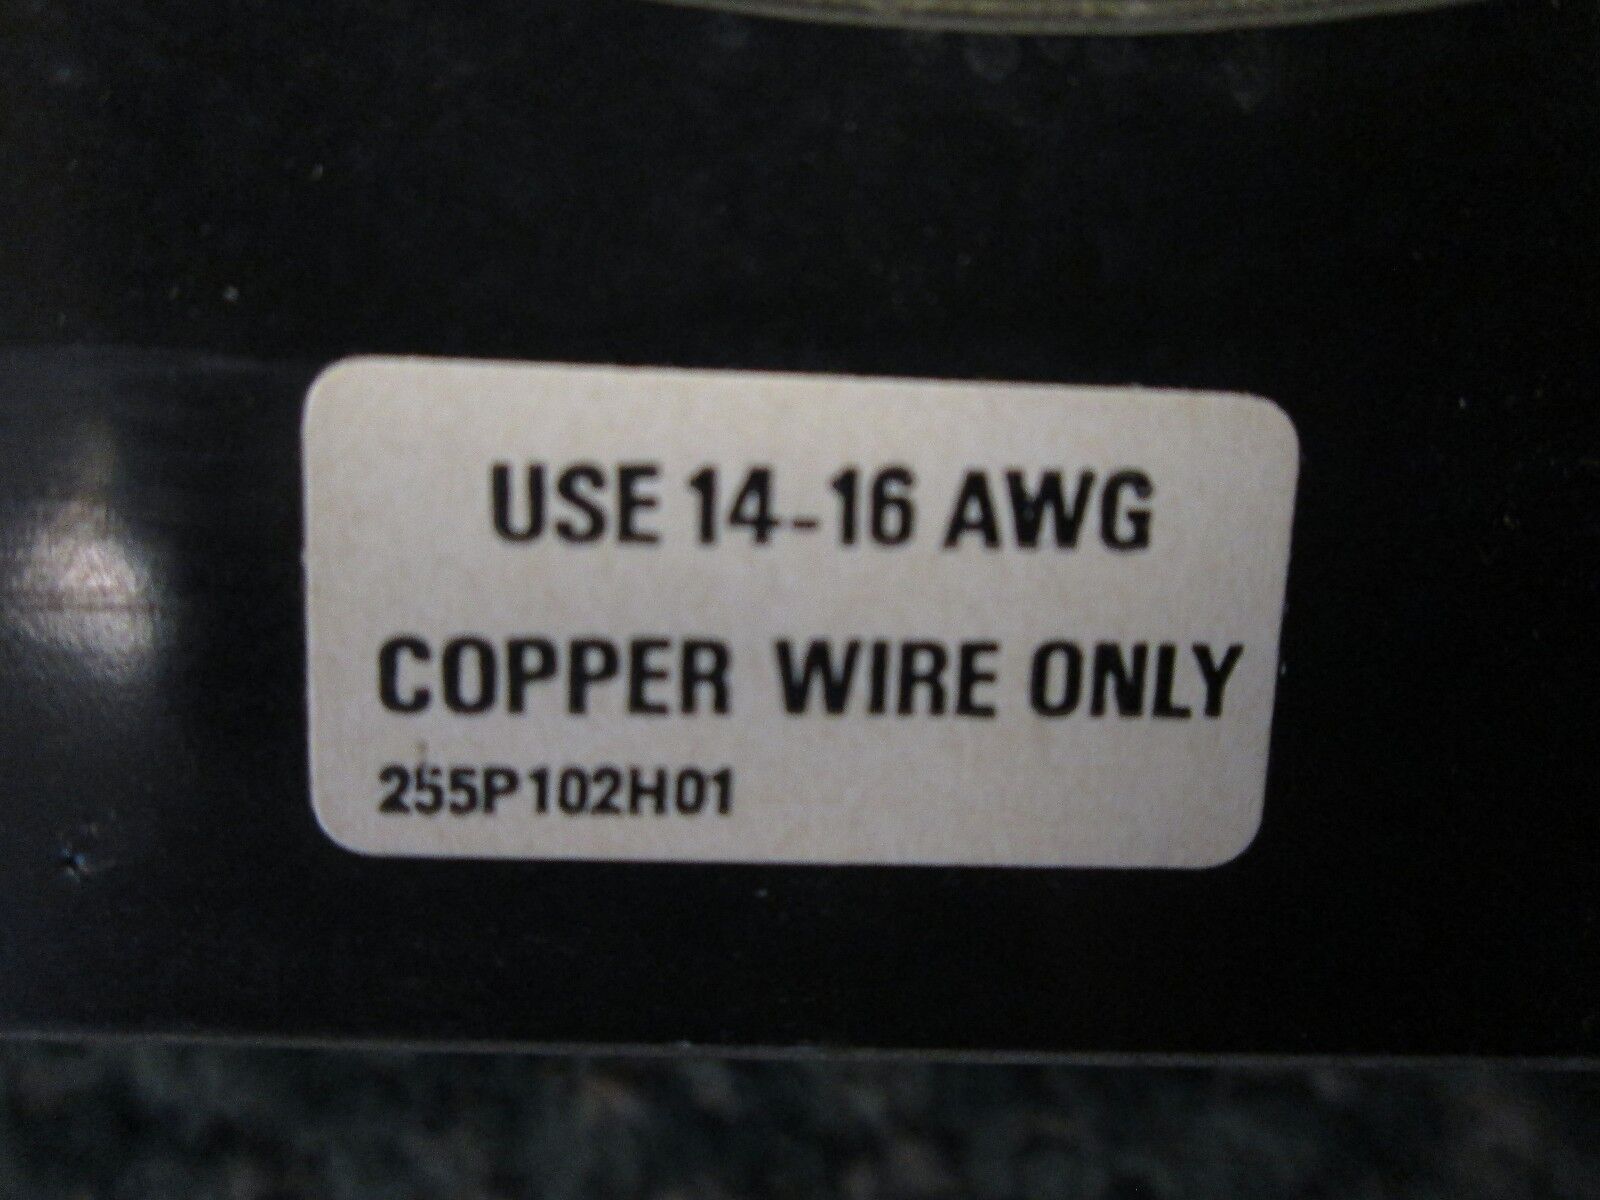 USE 14-16 AWG
COPPER WIRE ONLY
255P102H01